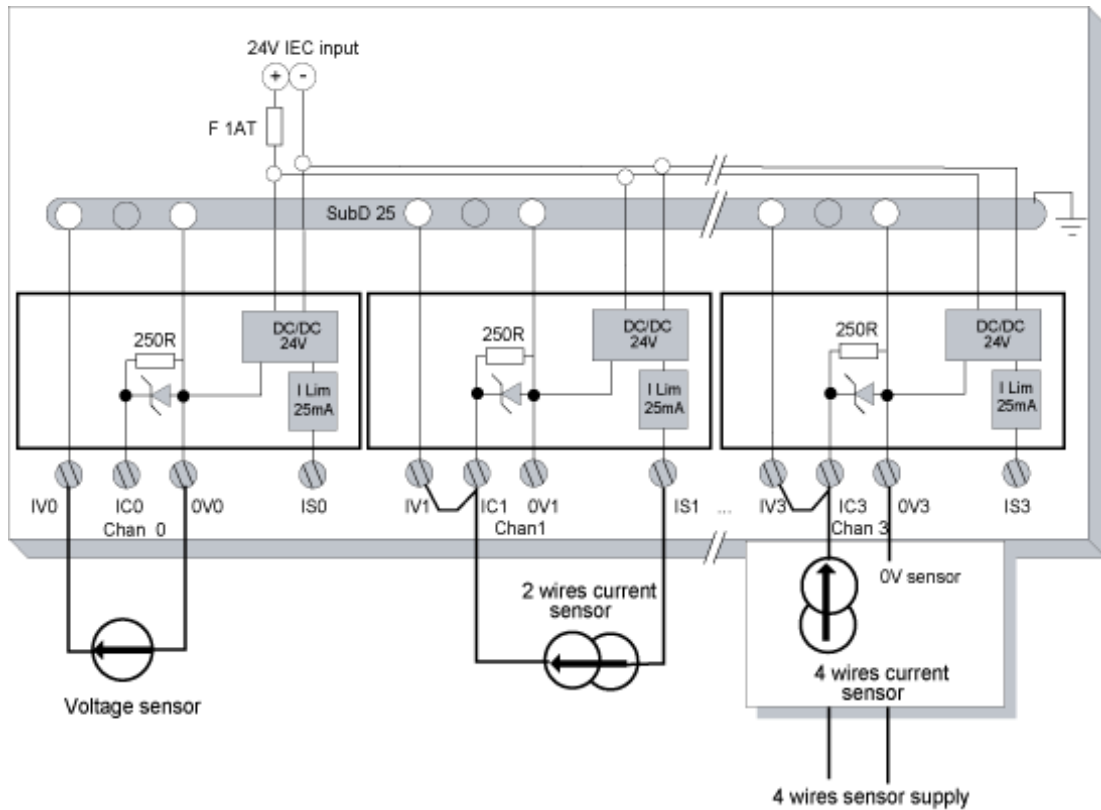 24V IEC input
+ -
F 1AT
SubD 25
250R
DC/DC
24V
I Lim
25mA
250R
DC/DC
24V
I Lim
25mA
250R
DC/DC
24V
I Lim
25mA
IV0 IC0 0V0 IS0
Chan 0
IV1 IC1 0V1 IS1 ...
Chan1
IV3 IC3 0V3 IS3
Chan 3
Voltage sensor
2 wires current
sensor
0V sensor
4 wires current
sensor
4 wires sensor supply